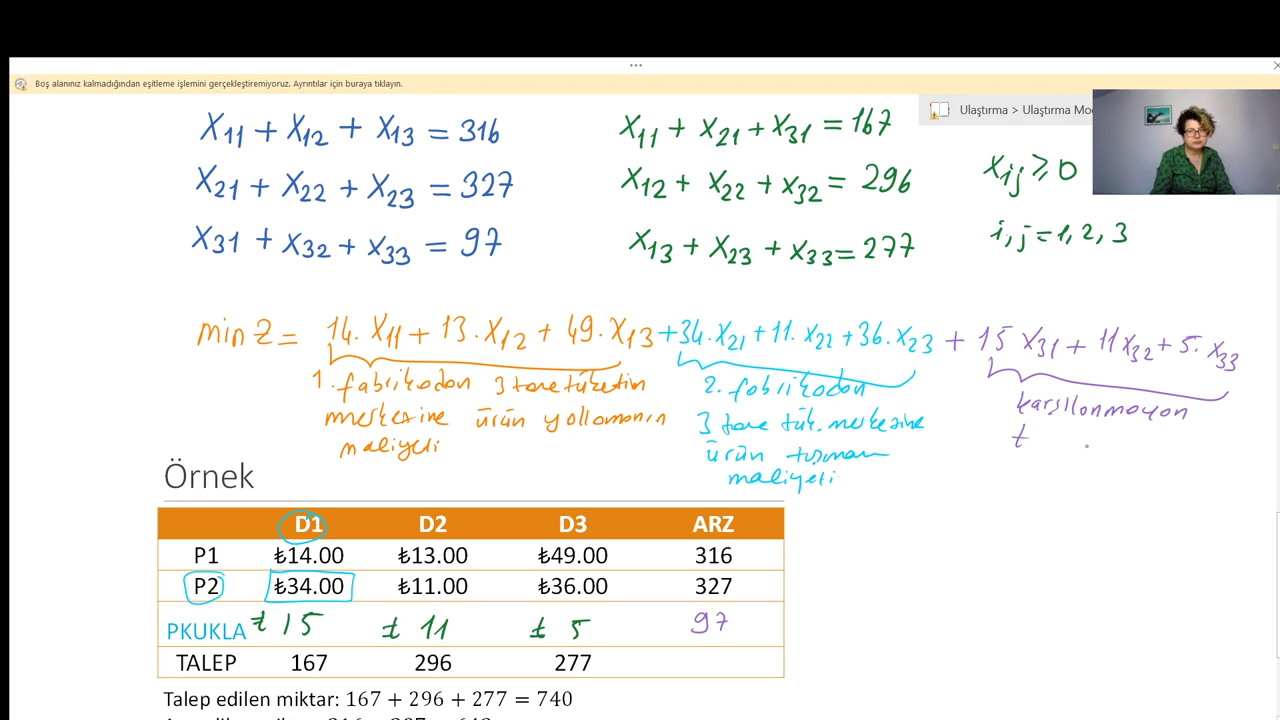 Boş alanınız kalmadığından eşitleme işlemini gerçekleştiremiyoruz. Ayrıntılar için buraya tıklayın.
Ulaştırma > Ulaştırma Mo
X11 + X12 + X13 = 316
X21 + X22 + X23 = 327
X31 + X32 + X33 = 97
X11 + X21 + X31 = 167
X12 + X22 + X32 = 296
X13 + X23 + X33 = 277
Xij ≥ 0
i, j = 1, 2, 3
min Z = 14. X11 + 13. X12 + 49. X13 + 34. X21 + 11. X22 + 36. X23 + 15 X31 + 11 X32 + 5. X33
1. fabrikadan 3 tane tüketim
merkezine ürün yollamanın
maliyeti
2. fabrikadan
3 tane tük. merkezine
ürün taşıman
maliyeti
karşılanmayan
t
Örnek
D1 D2 D3 ARZ
P1 ₺14.00 ₺13.00 ₺49.00 316
P2 ₺34.00 ₺11.00 ₺36.00 327
PKUKLA ₺ 15 ₺ 11 ₺ 5 97
TALEP 167 296 277
Talep edilen miktar: 167 + 296 + 277 = 740